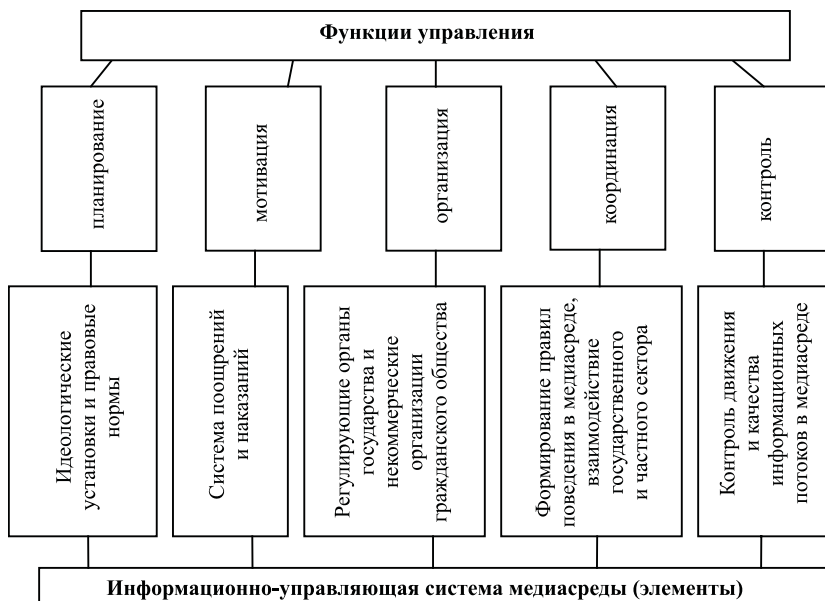 Функции управления
планирование
мотивация
организация
координация
контроль
Идеологические
установки и правовые
нормы
Система поощрений
и наказаний
Регулирующие органы
государства и
некоммерческие
организации
гражданского общества
Формирование правил
поведения в медиасреде,
взаимодействие
государственного
и частного сектора
Контроль движения
и качества
информационных
потоков в медиасреде
Информационно-управляющая система медиасреды (элементы)